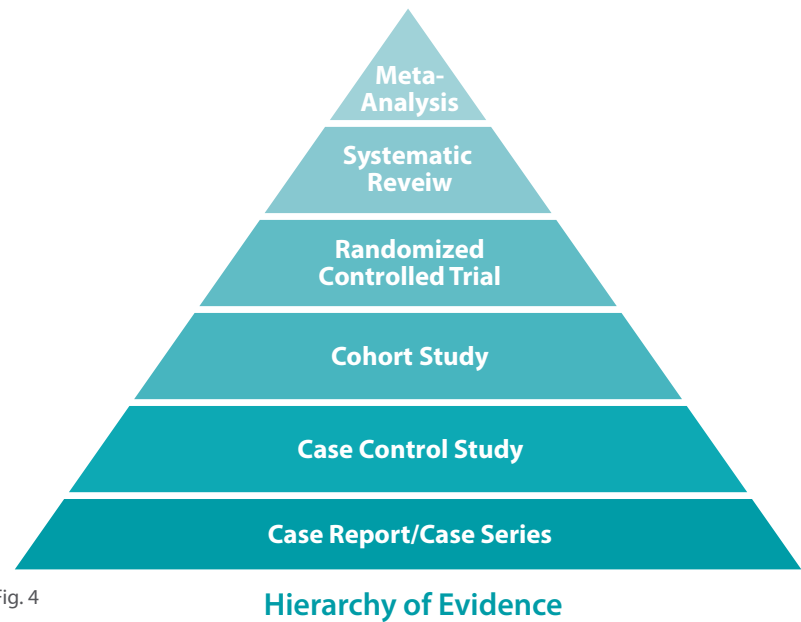 Meta-
Analysis
Systematic
Reveiw
Randomized
Controlled Trial
Cohort Study
Case Control Study
Case Report/Case Series
Fig. 4
Hierarchy of Evidence